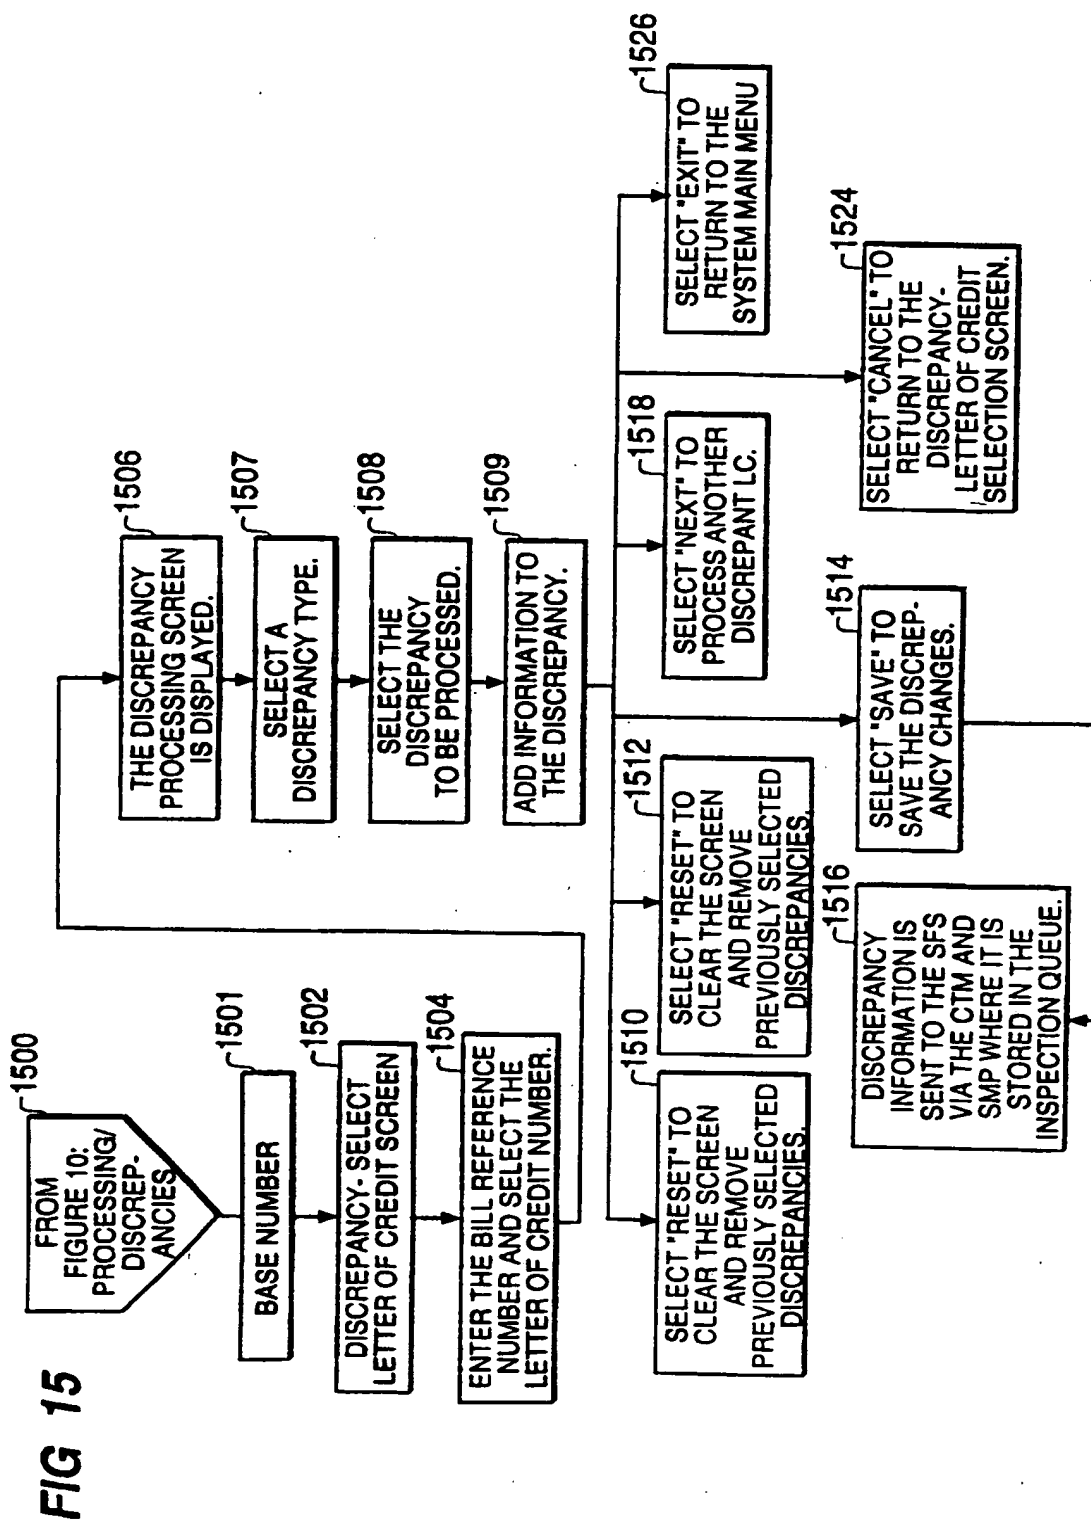 FIG 15
1500
FROM
FIGURE 10:
PROCESSING/
DISCREP-
ANCIES.
1501
BASE NUMBER
1502
DISCREPANCY- SELECT
LETTER OF CREDIT SCREEN
1504
ENTER THE BILL REFERENCE
NUMBER AND SELECT THE
LETTER OF CREDIT NUMBER.
1506
THE DISCREPANCY
PROCESSING SCREEN
IS DISPLAYED.
1507
SELECT A
DISCREPANCY TYPE.
1508
SELECT THE
DISCREPANCY
TO BE PROCESSED.
1509
ADD INFORMATION TO
THE DISCREPANCY.
1510
SELECT "RESET" TO
CLEAR THE SCREEN
AND REMOVE
PREVIOUSLY SELECTED
DISCREPANCIES.
1512
SELECT "RESET" TO
CLEAR THE SCREEN
AND REMOVE
PREVIOUSLY SELECTED
DISCREPANCIES.
1518
SELECT "NEXT" TO
PROCESS ANOTHER
DISCREPANT LC.
1526
SELECT "EXIT" TO
RETURN TO THE
SYSTEM MAIN MENU
1516
DISCREPANCY
INFORMATION IS
SENT TO THE SFS
VIA THE CTM AND
SMP WHERE IT IS
STORED IN THE
INSPECTION QUEUE.
1514
SELECT "SAVE" TO
SAVE THE DISCREP-
ANCY CHANGES.
1524
SELECT "CANCEL" TO
RETURN TO THE
DISCREPANCY-
LETTER OF CREDIT
SELECTION SCREEN.